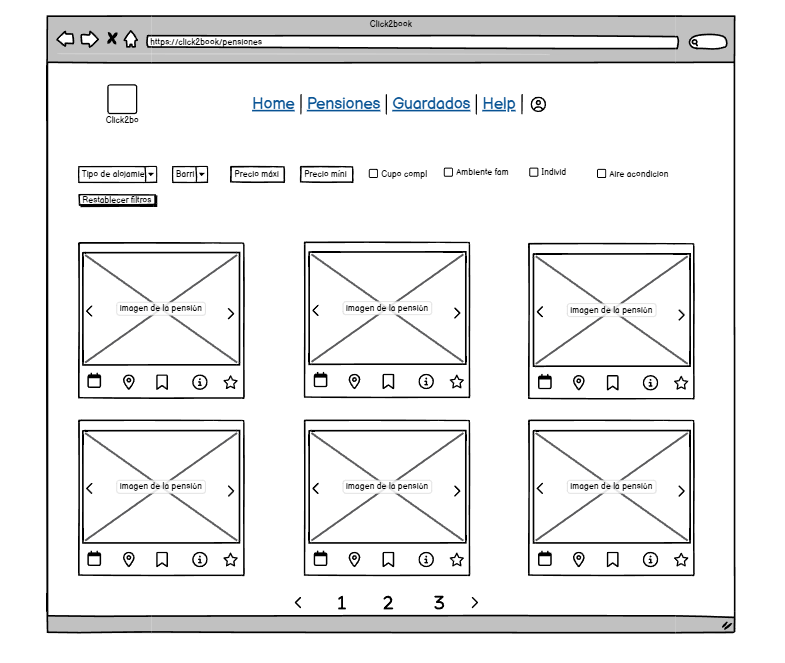 Click2book
https://click2book/pensiones
Home | Pensiones | Guardados | Help |
Click2bo
Tipo de alojamie Barri Precio máxi Precio míni Cupo compl Ambiente fam Individ Aire acondicion
Restablecer filtros
imagen de la pensión imagen de la pensión imagen de la pensión
imagen de la pensión imagen de la pensión imagen de la pensión
< 1 2 3 >